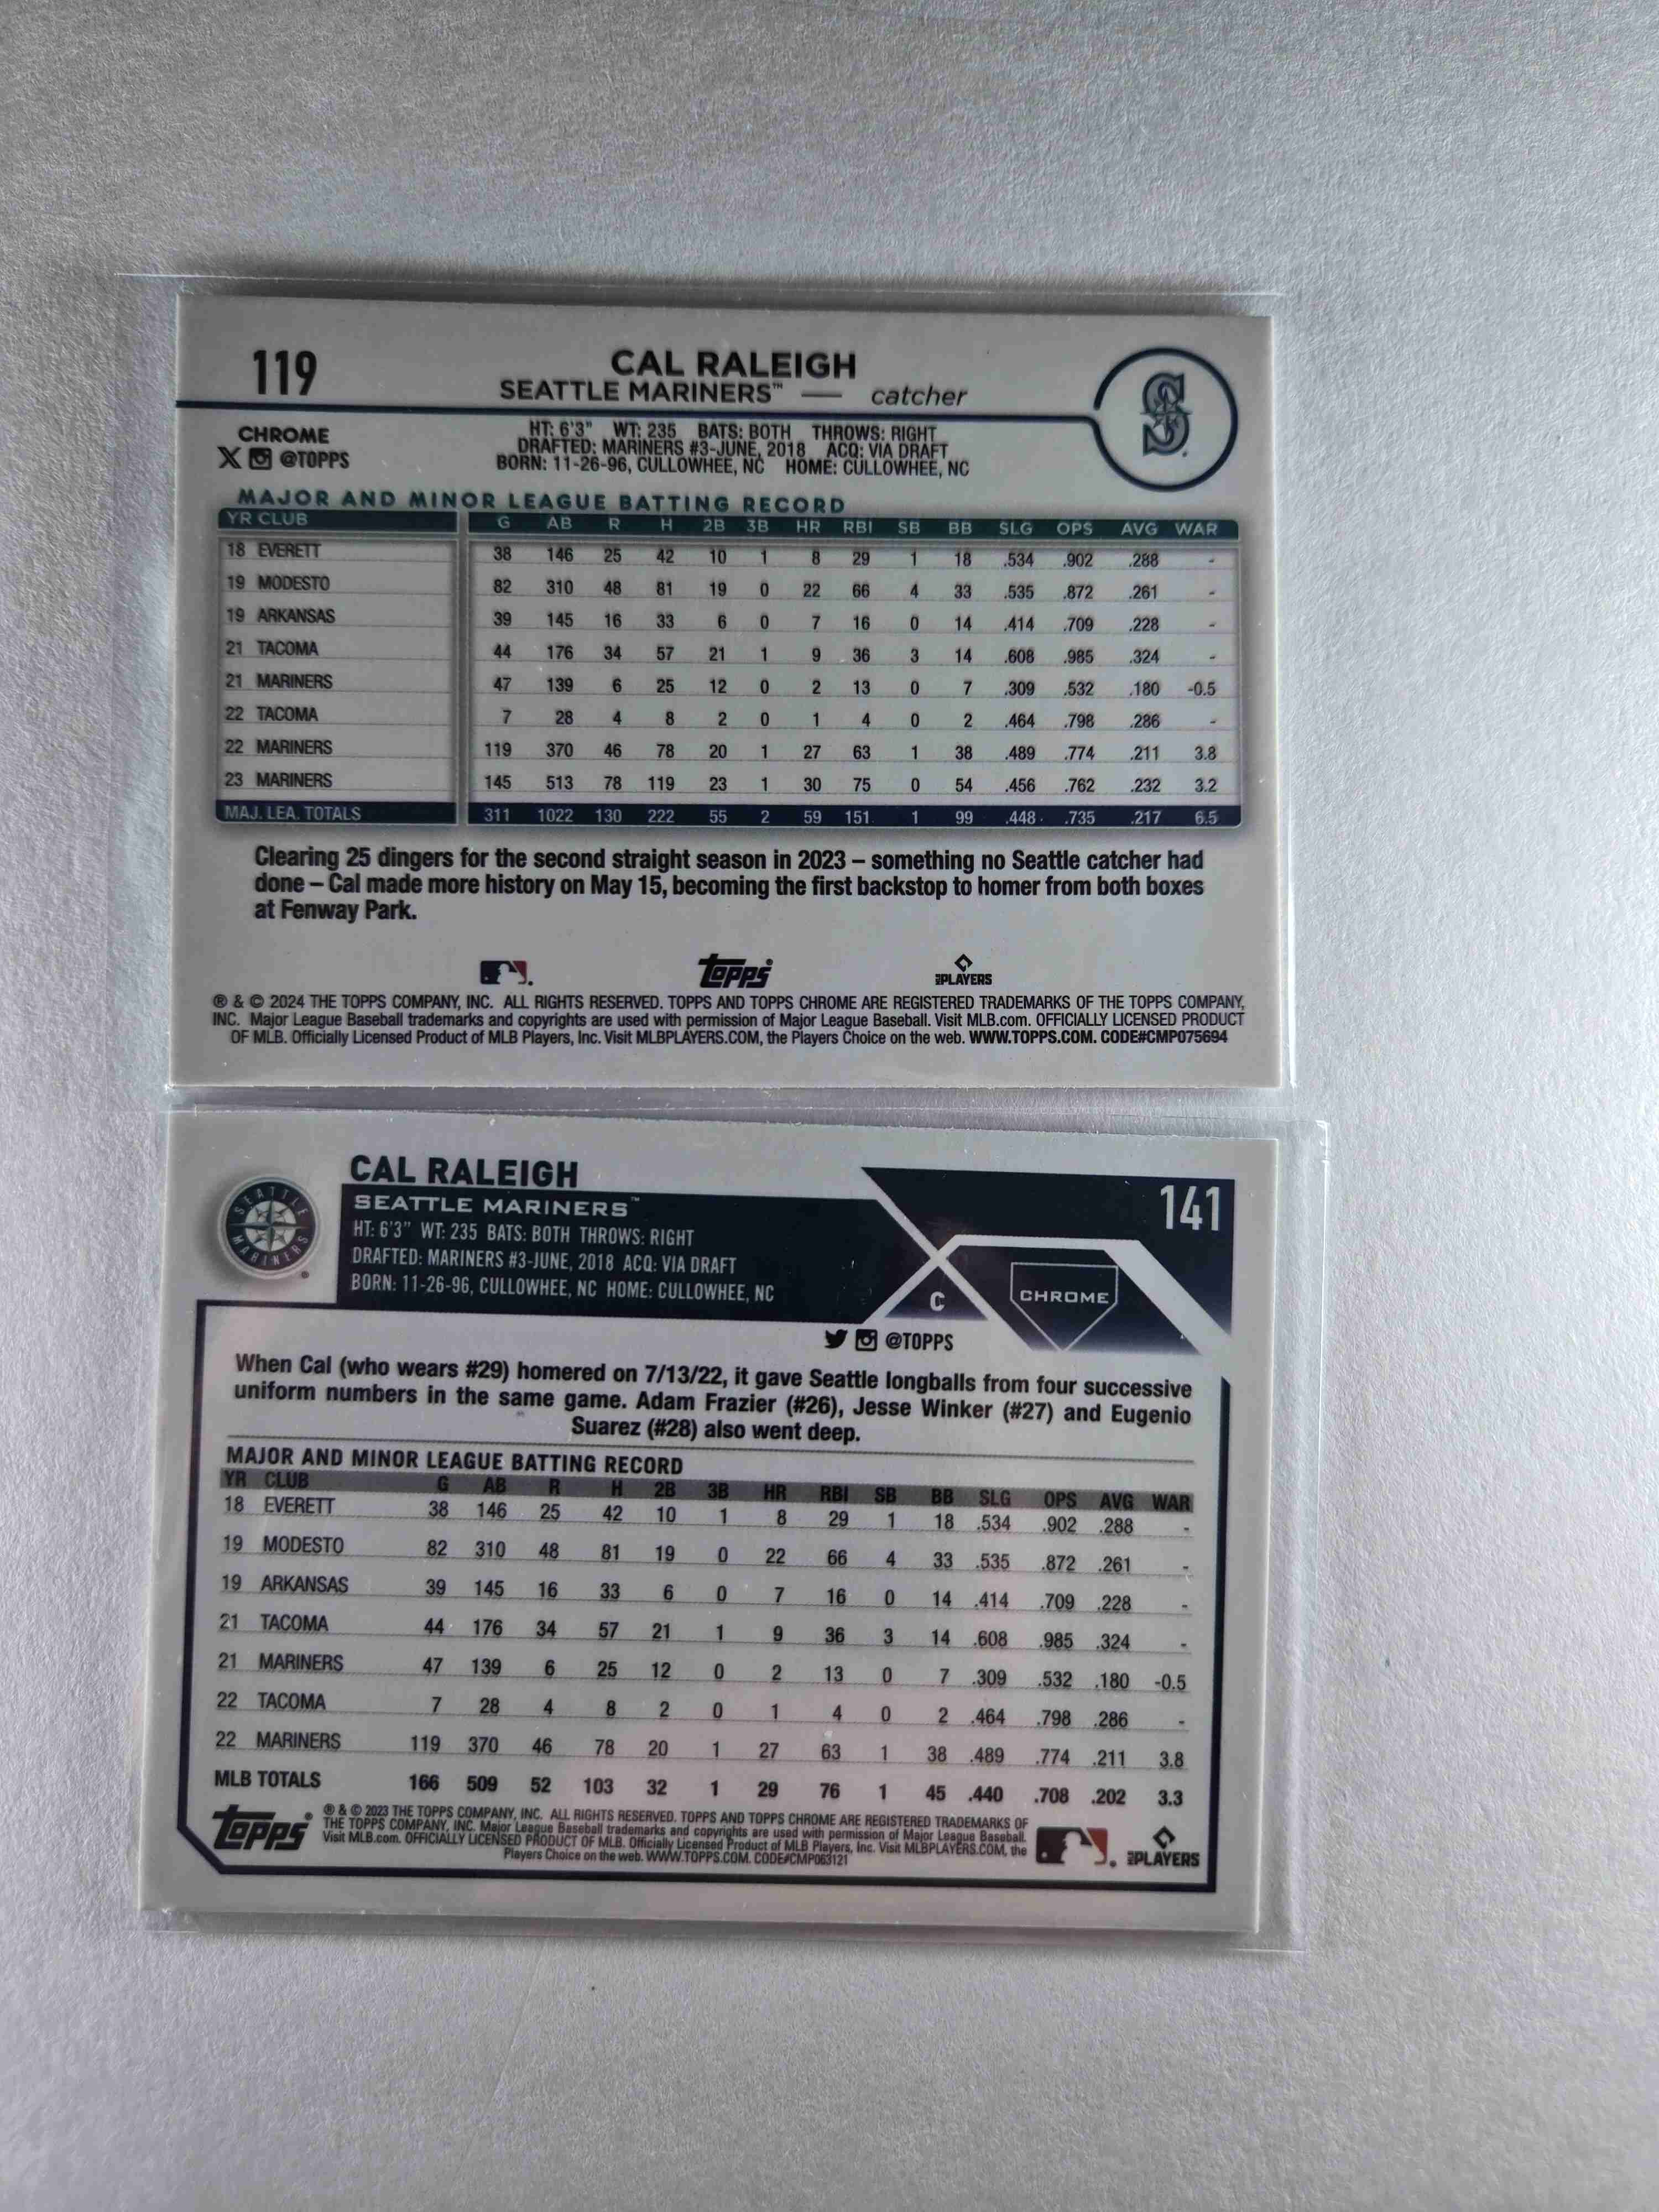 119
CAL RALEIGH
SEATTLE MARINERS™ — catcher
S
CHROME
X @TOPPS
HT: 6'3" WT: 235 BATS: BOTH THROWS: RIGHT
DRAFTED: MARINERS #3-JUNE, 2018 ACQ: VIA DRAFT
BORN: 11-26-96, CULLOWHEE, NC HOME: CULLOWHEE, NC
MAJOR AND MINOR LEAGUE BATTING RECORD
YR CLUB G AB R H 2B 3B HR RBI SB BB SLG OPS AVG WAR
18 EVERETT 38 146 25 42 10 1 8 29 1 18 .534 .902 .288 -
19 MODESTO 82 310 48 81 19 0 22 66 4 33 .535 .872 .261 -
19 ARKANSAS 39 145 16 33 6 0 7 16 0 14 .414 .709 .228 -
21 TACOMA 44 176 34 57 21 1 9 36 3 14 .608 .985 .324 -
21 MARINERS 47 139 6 25 12 0 2 13 0 7 .309 .532 .180 -0.5
22 TACOMA 7 28 4 8 2 0 1 4 0 2 .464 .798 .286 -
22 MARINERS 119 370 46 78 20 1 27 63 1 38 .489 .774 .211 3.8
23 MARINERS 145 513 78 119 23 1 30 75 0 54 .456 .762 .232 3.2
MAJ. LEA. TOTALS 311 1022 130 222 55 2 59 151 1 99 .448 .735 .217 6.5
Clearing 25 dingers for the second straight season in 2023 – something no Seattle catcher had
done – Cal made more history on May 15, becoming the first backstop to homer from both boxes
at Fenway Park.
Topps
MLBPLAYERS
® & © 2024 THE TOPPS COMPANY, INC. ALL RIGHTS RESERVED. TOPPS AND TOPPS CHROME ARE REGISTERED TRADEMARKS OF THE TOPPS COMPANY,
INC. Major League Baseball trademarks and copyrights are used with permission of Major League Baseball. Visit MLB.com. OFFICIALLY LICENSED PRODUCT
OF MLB. Officially Licensed Product of MLB Players, Inc. Visit MLBPLAYERS.COM, the Players Choice on the web. WWW.TOPPS.COM. CODE#CMP075694
SEATTLE MARINERS
CAL RALEIGH
SEATTLE MARINERS™
HT: 6'3" WT: 235 BATS: BOTH THROWS: RIGHT
DRAFTED: MARINERS #3-JUNE, 2018 ACQ: VIA DRAFT
BORN: 11-26-96, CULLOWHEE, NC HOME: CULLOWHEE, NC
141
C
CHROME
@TOPPS
When Cal (who wears #29) homered on 7/13/22, it gave Seattle longballs from four successive
uniform numbers in the same game. Adam Frazier (#26), Jesse Winker (#27) and Eugenio
Suarez (#28) also went deep.
MAJOR AND MINOR LEAGUE BATTING RECORD
YR CLUB G AB R H 2B 3B HR RBI SB BB SLG OPS AVG WAR
18 EVERETT 38 146 25 42 10 1 8 29 1 18 .534 .902 .288 -
19 MODESTO 82 310 48 81 19 0 22 66 4 33 .535 .872 .261 -
19 ARKANSAS 39 145 16 33 6 0 7 16 0 14 .414 .709 .228 -
21 TACOMA 44 176 34 57 21 1 9 36 3 14 .608 .985 .324 -
21 MARINERS 47 139 6 25 12 0 2 13 0 7 .309 .532 .180 -0.5
22 TACOMA 7 28 4 8 2 0 1 4 0 2 .464 .798 .286 -
22 MARINERS 119 370 46 78 20 1 27 63 1 38 .489 .774 .211 3.8
MLB TOTALS 166 509 52 103 32 1 29 76 1 45 .440 .708 .202 3.3
Topps
® & © 2023 THE TOPPS COMPANY, INC. ALL RIGHTS RESERVED. TOPPS AND TOPPS CHROME ARE REGISTERED TRADEMARKS OF
THE TOPPS COMPANY, INC. Major League Baseball trademarks and copyrights are used with permission of Major League Baseball.
Visit MLB.com. OFFICIALLY LICENSED PRODUCT OF MLB. Officially Licensed Product of MLB Players, Inc. Visit MLBPLAYERS.COM, the
Players Choice on the web. WWW.TOPPS.COM. CODE#CMP063121
MLBPLAYERS